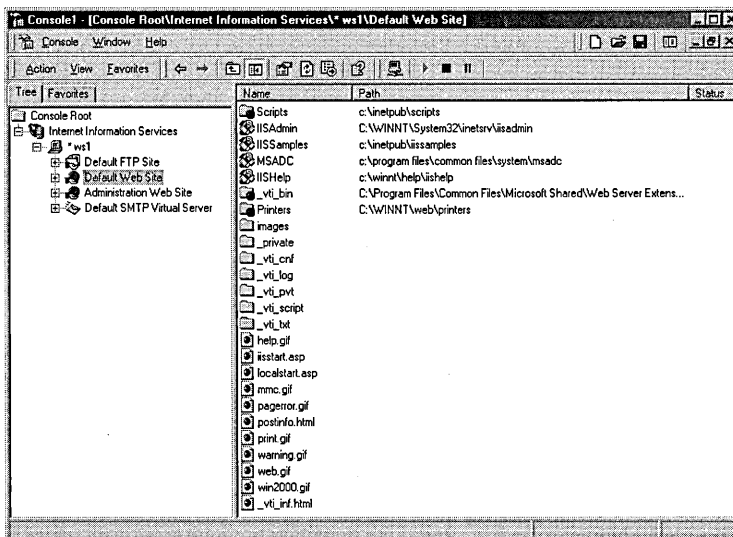 Console1 - [Console Root\Internet Information Services\* ws1\Default Web Site]
Console Window Help
Action View Favorites
Tree Favorites
Name Path Status
Console Root
Internet Information Services
* ws1
Default FTP Site
Default Web Site
Administration Web Site
Default SMTP Virtual Server
Scripts c:\inetpub\scripts
IISAdmin C:\WINNT\System32\inetsrv\iisadmin
IISSamples c:\inetpub\iissamples
MSADC c:\program files\common files\system\msadc
IISHelp c:\winnt\help\iishelp
_vti_bin C:\Program Files\Common Files\Microsoft Shared\Web Server Extens...
Printers C:\WINNT\web\printers
images
_private
_vti_cnf
_vti_log
_vti_pvt
_vti_script
_vti_txt
help.gif
iisstart.asp
localstart.asp
mmc.gif
pagerror.gif
postinfo.html
print.gif
warning.gif
web.gif
win2000.gif
_vti_inf.html